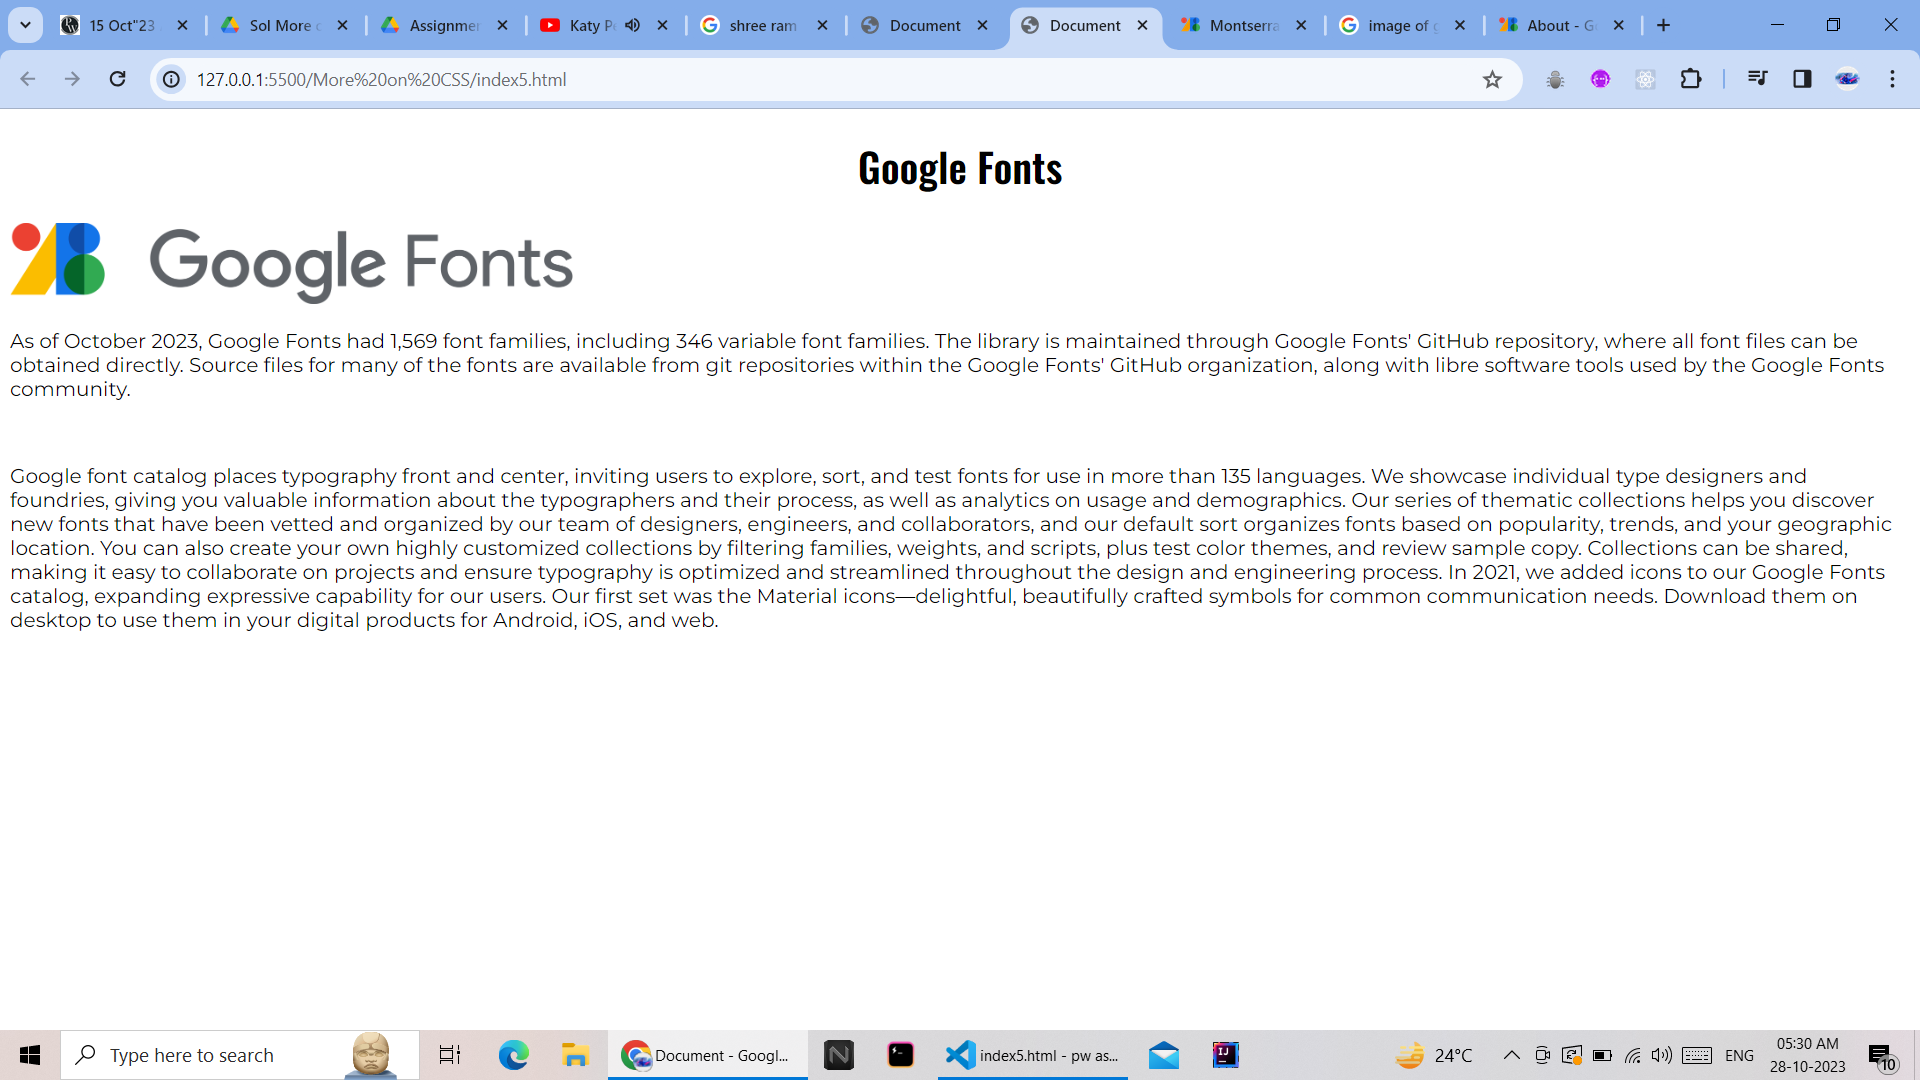 15 Oct"23
Sol More
Assignmer
Katy Pe
shree ram
Document
Document
Montserra
image of g
About - G
127.0.0.1:5500/More%20on%20CSS/index5.html
Google Fonts
Google Fonts
As of October 2023, Google Fonts had 1,569 font families, including 346 variable font families. The library is maintained through Google Fonts' GitHub repository, where all font files can be
obtained directly. Source files for many of the fonts are available from git repositories within the Google Fonts' GitHub organization, along with libre software tools used by the Google Fonts
community.
Google font catalog places typography front and center, inviting users to explore, sort, and test fonts for use in more than 135 languages. We showcase individual type designers and
foundries, giving you valuable information about the typographers and their process, as well as analytics on usage and demographics. Our series of thematic collections helps you discover
new fonts that have been vetted and organized by our team of designers, engineers, and collaborators, and our default sort organizes fonts based on popularity, trends, and your geographic
location. You can also create your own highly customized collections by filtering families, weights, and scripts, plus test color themes, and review sample copy. Collections can be shared,
making it easy to collaborate on projects and ensure typography is optimized and streamlined throughout the design and engineering process. In 2021, we added icons to our Google Fonts
catalog, expanding expressive capability for our users. Our first set was the Material icons—delightful, beautifully crafted symbols for common communication needs. Download them on
desktop to use them in your digital products for Android, iOS, and web.
Type here to search
Document - Googl...
index5.html - pw as...
24°C
ENG
05:30 AM
28-10-2023
10